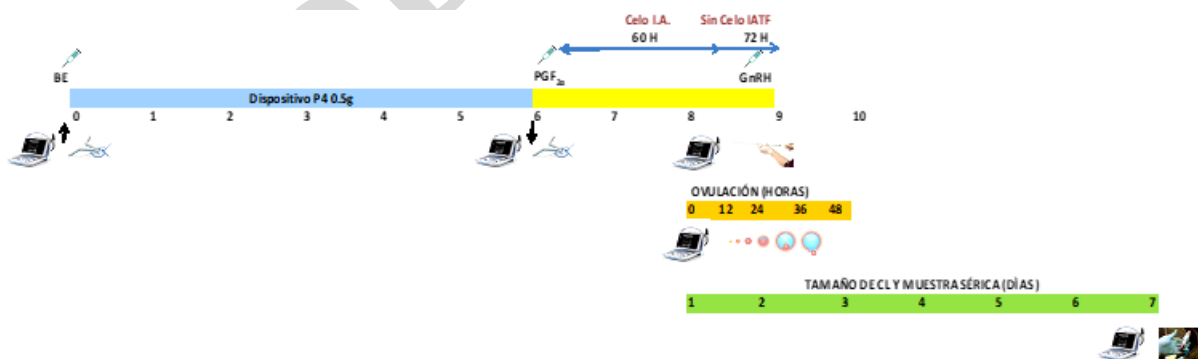 Celo I.A. Sin Celo IATF
60 H 72 H
BE PGF2α GnRH
Dispositivo P4 0.5g
0 1 2 3 4 5 6 7 8 9 10
OVULACIÓN (HORAS)
0 12 24 36 48
TAMAÑO DE CL Y MUESTRA SÉRICA (DÌAS)
1 2 3 4 5 6 7